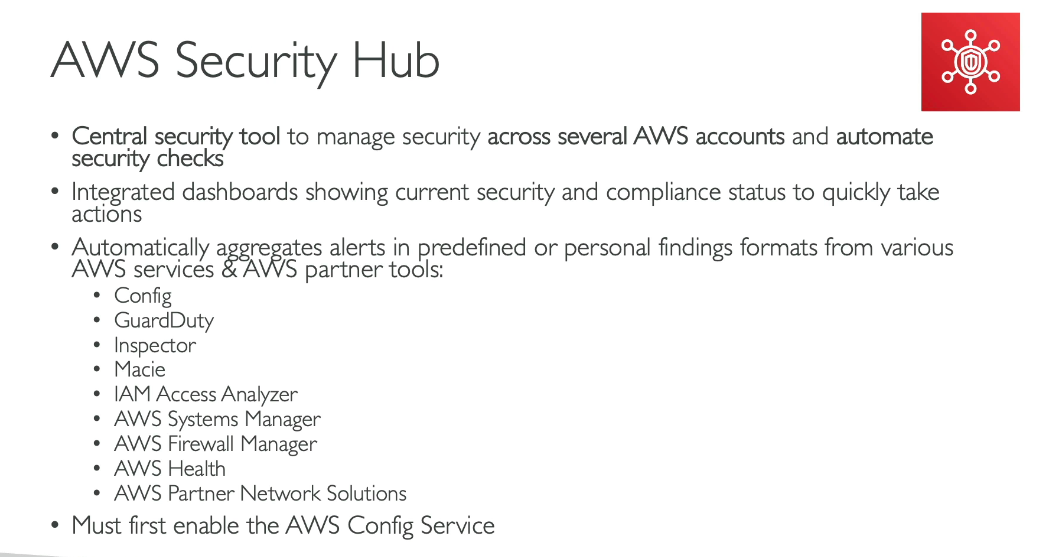 AWS Security Hub
• Central security tool to manage security across several AWS accounts and automate
security checks
• Integrated dashboards showing current security and compliance status to quickly take
actions
• Automatically aggregates alerts in predefined or personal findings formats from various
AWS services & AWS partner tools:
• Config
• GuardDuty
• Inspector
• Macie
• IAM Access Analyzer
• AWS Systems Manager
• AWS Firewall Manager
• AWS Health
• AWS Partner Network Solutions
• Must first enable the AWS Config Service